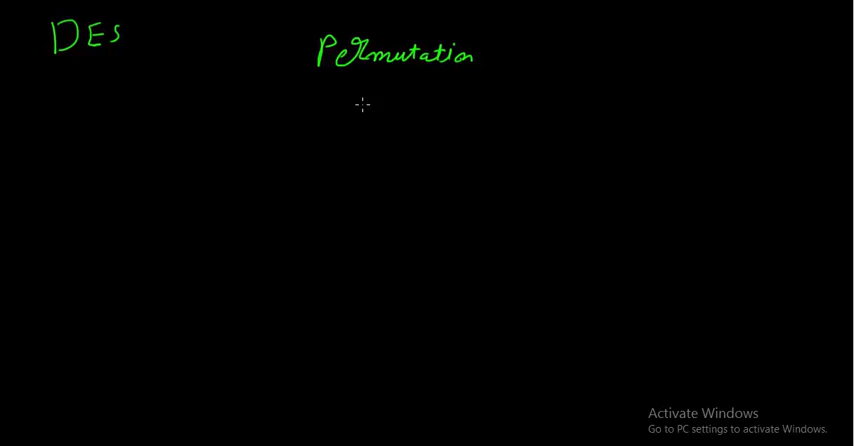 DES
Permutation
Activate Windows
Go to PC settings to activate Windows.